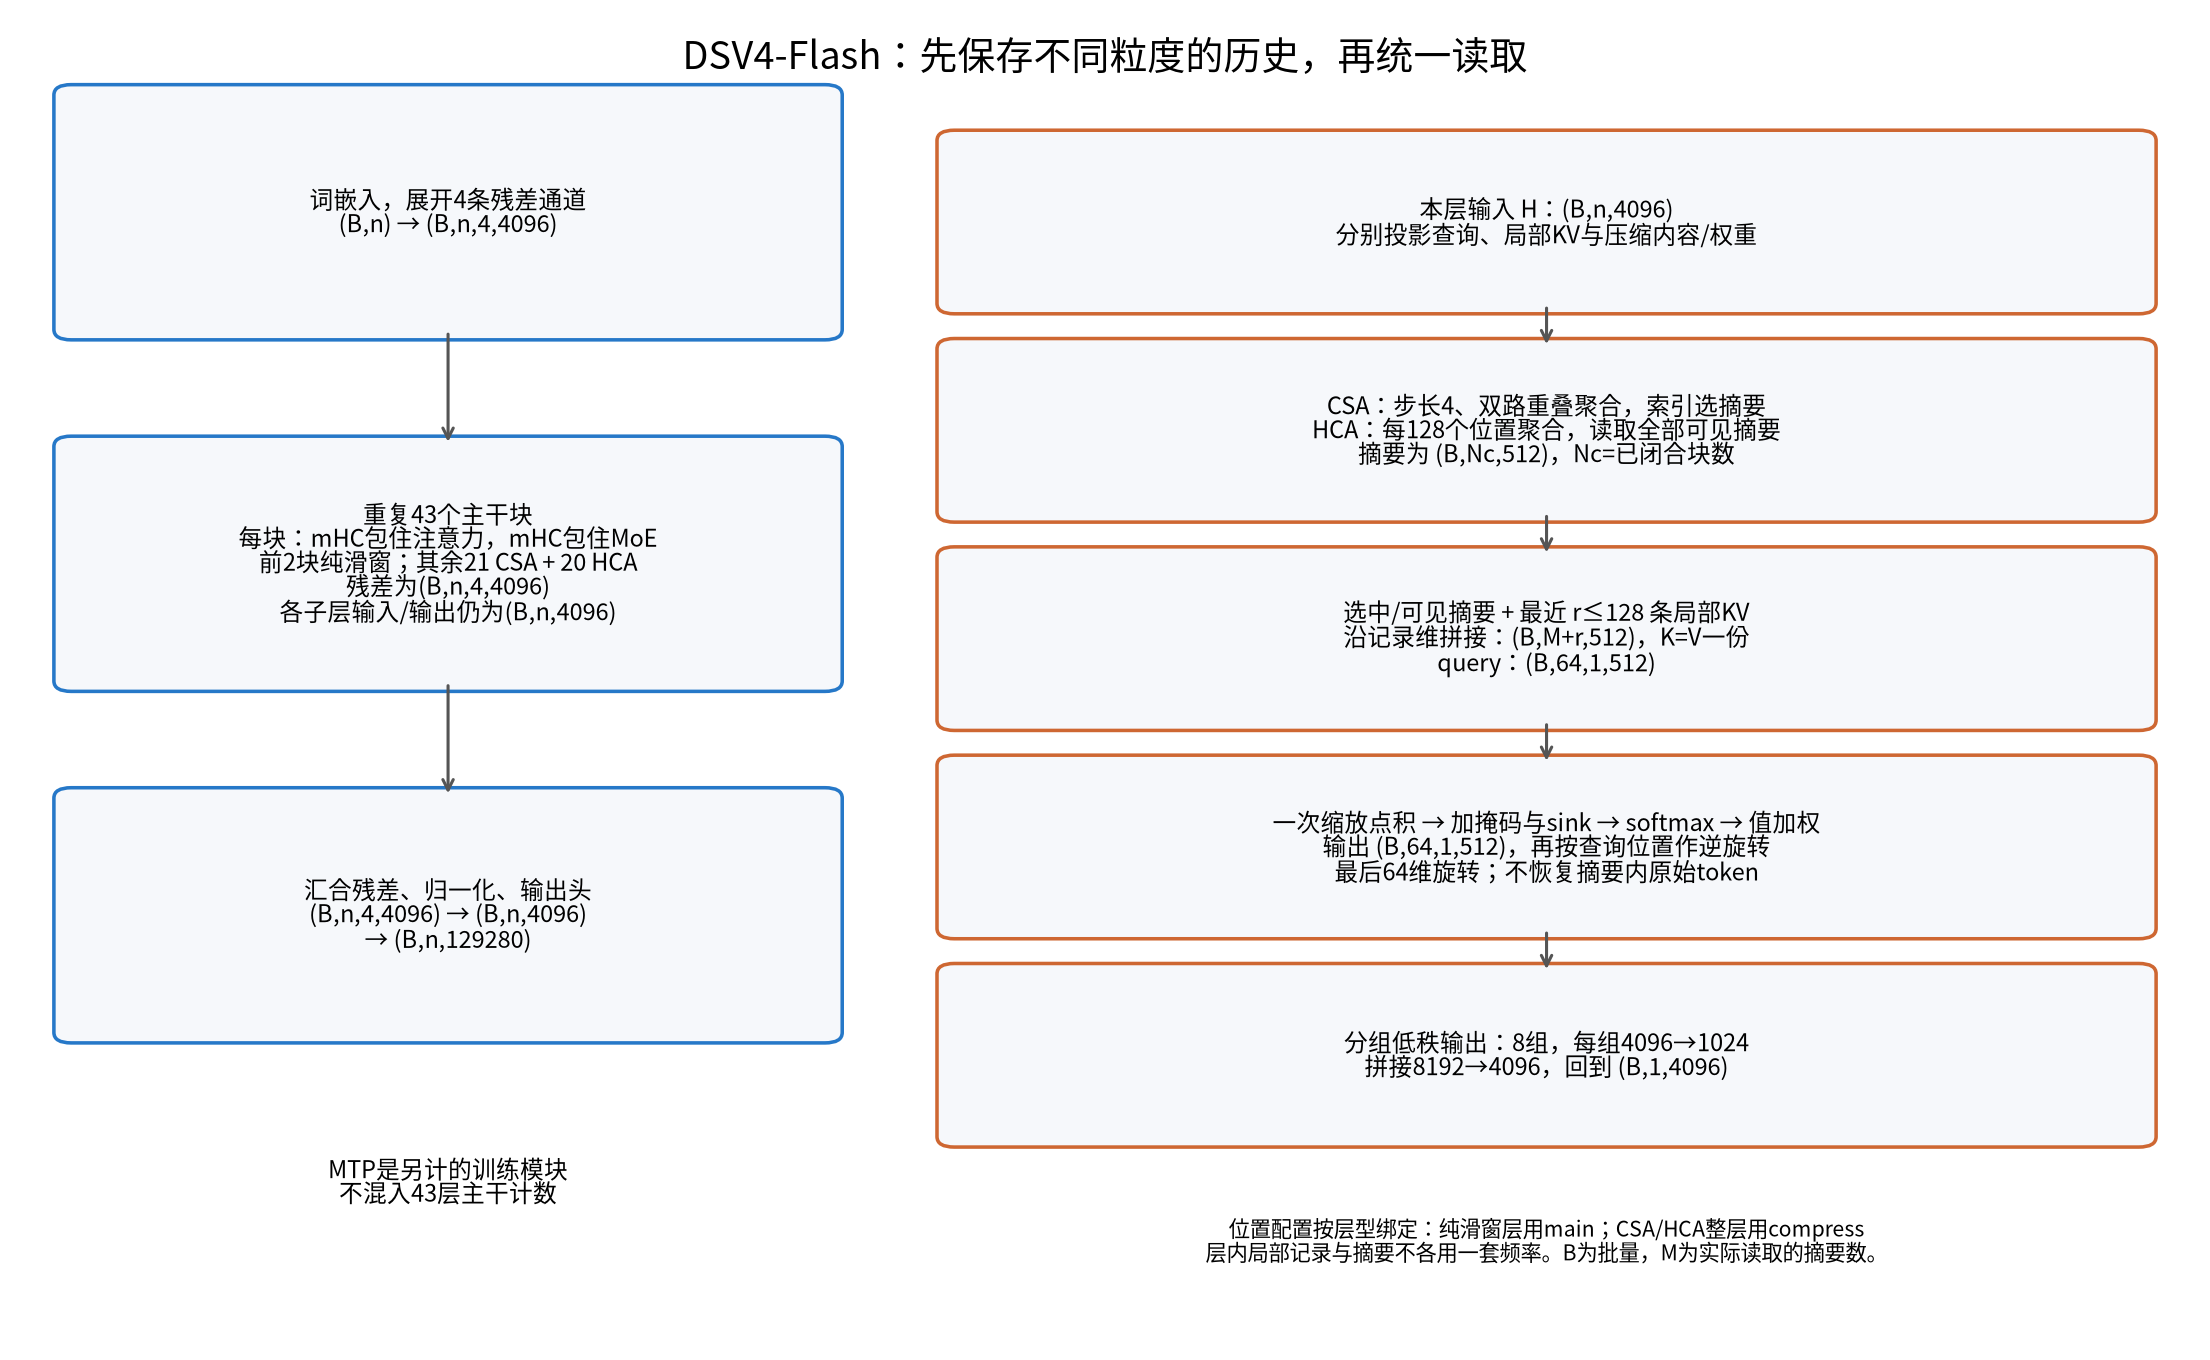 DSV4-Flash：先保存不同粒度的历史，再统一读取
词嵌入，展开4条残差通道
(B,n) → (B,n,4,4096)
重复43个主干块
每块：mHC包住注意力，mHC包住MoE
前2块纯滑窗；其余21 CSA + 20 HCA
残差为(B,n,4,4096)
各子层输入/输出仍为(B,n,4096)
汇合残差、归一化、输出头
(B,n,4,4096) → (B,n,4096)
→ (B,n,129280)
MTP是另计的训练模块
不混入43层主干计数
本层输入 H：(B,n,4096)
分别投影查询、局部KV与压缩内容/权重
CSA：步长4、双路重叠聚合，索引选摘要
HCA：每128个位置聚合，读取全部可见摘要
摘要为 (B,Nc,512)，Nc=已闭合块数
选中/可见摘要 + 最近 r≤128 条局部KV
沿记录维拼接：(B,M+r,512)，K=V一份
query：(B,64,1,512)
一次缩放点积 → 加掩码与sink → softmax → 值加权
输出 (B,64,1,512)，再按查询位置作逆旋转
最后64维旋转；不恢复摘要内原始token
分组低秩输出：8组，每组4096→1024
拼接8192→4096，回到 (B,1,4096)
位置配置按层型绑定：纯滑窗层用main；CSA/HCA整层用compress
层内局部记录与摘要不各用一套频率。B为批量，M为实际读取的摘要数。